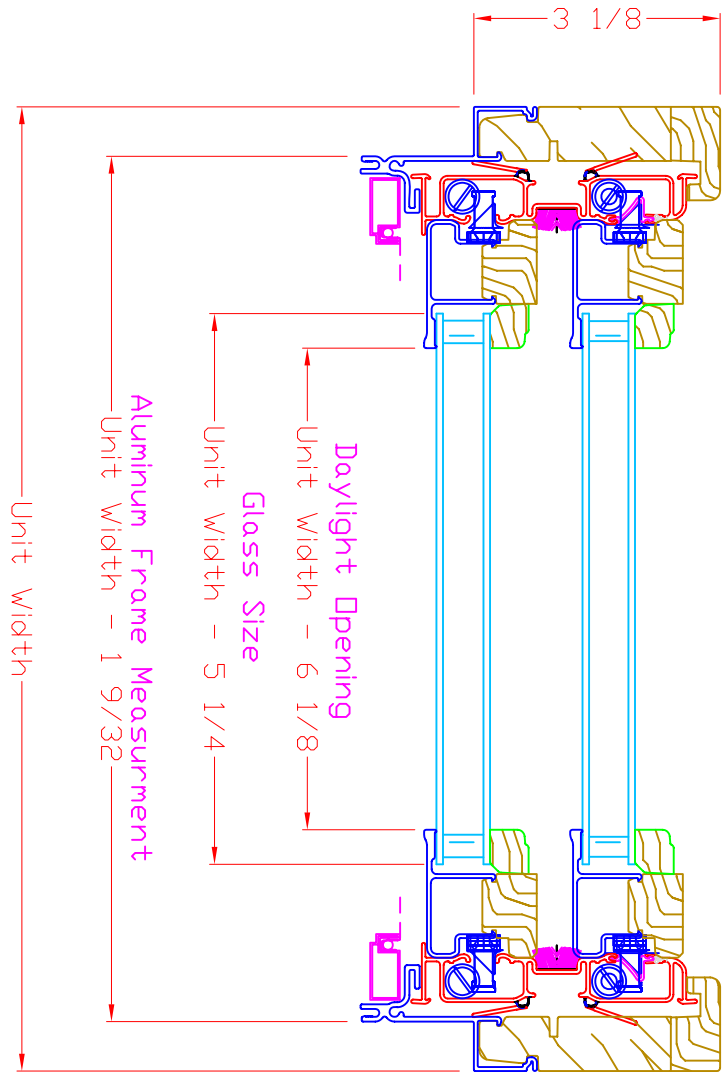 3 1/8
Daylight Opening
Unit Width - 6 1/8
Glass Size
Unit Width - 5 1/4
Aluminum Frame Measurment
Unit Width - 1 9/32
Unit Width